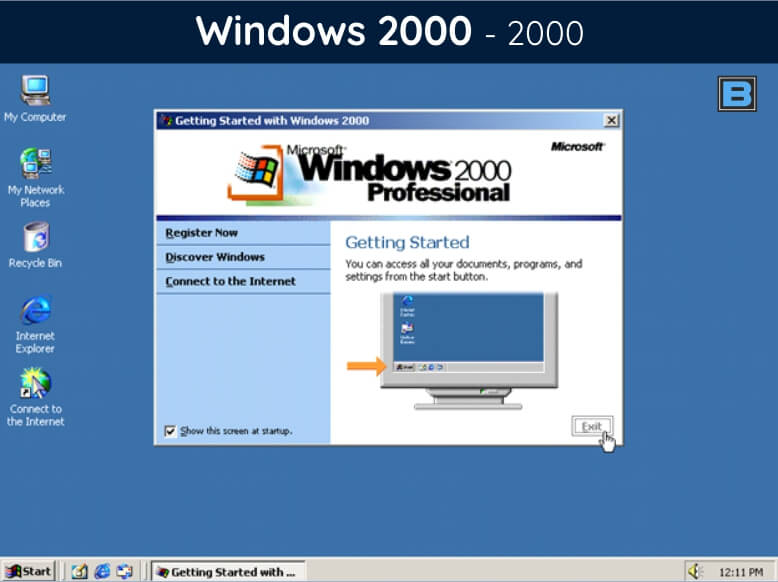 Windows 2000 - 2000
B
My Computer
My Network
Places
Recycle Bin
Internet
Explorer
Connect to
the Internet
Getting Started with Windows 2000
Microsoft
Windows 2000
Professional
Microsoft
Register Now
Discover Windows
Connect to the Internet
Getting Started
You can access all your documents, programs, and
settings from the start button.
Start
Show this screen at startup.
Exit
Start
Getting Started with ...
12:11 PM